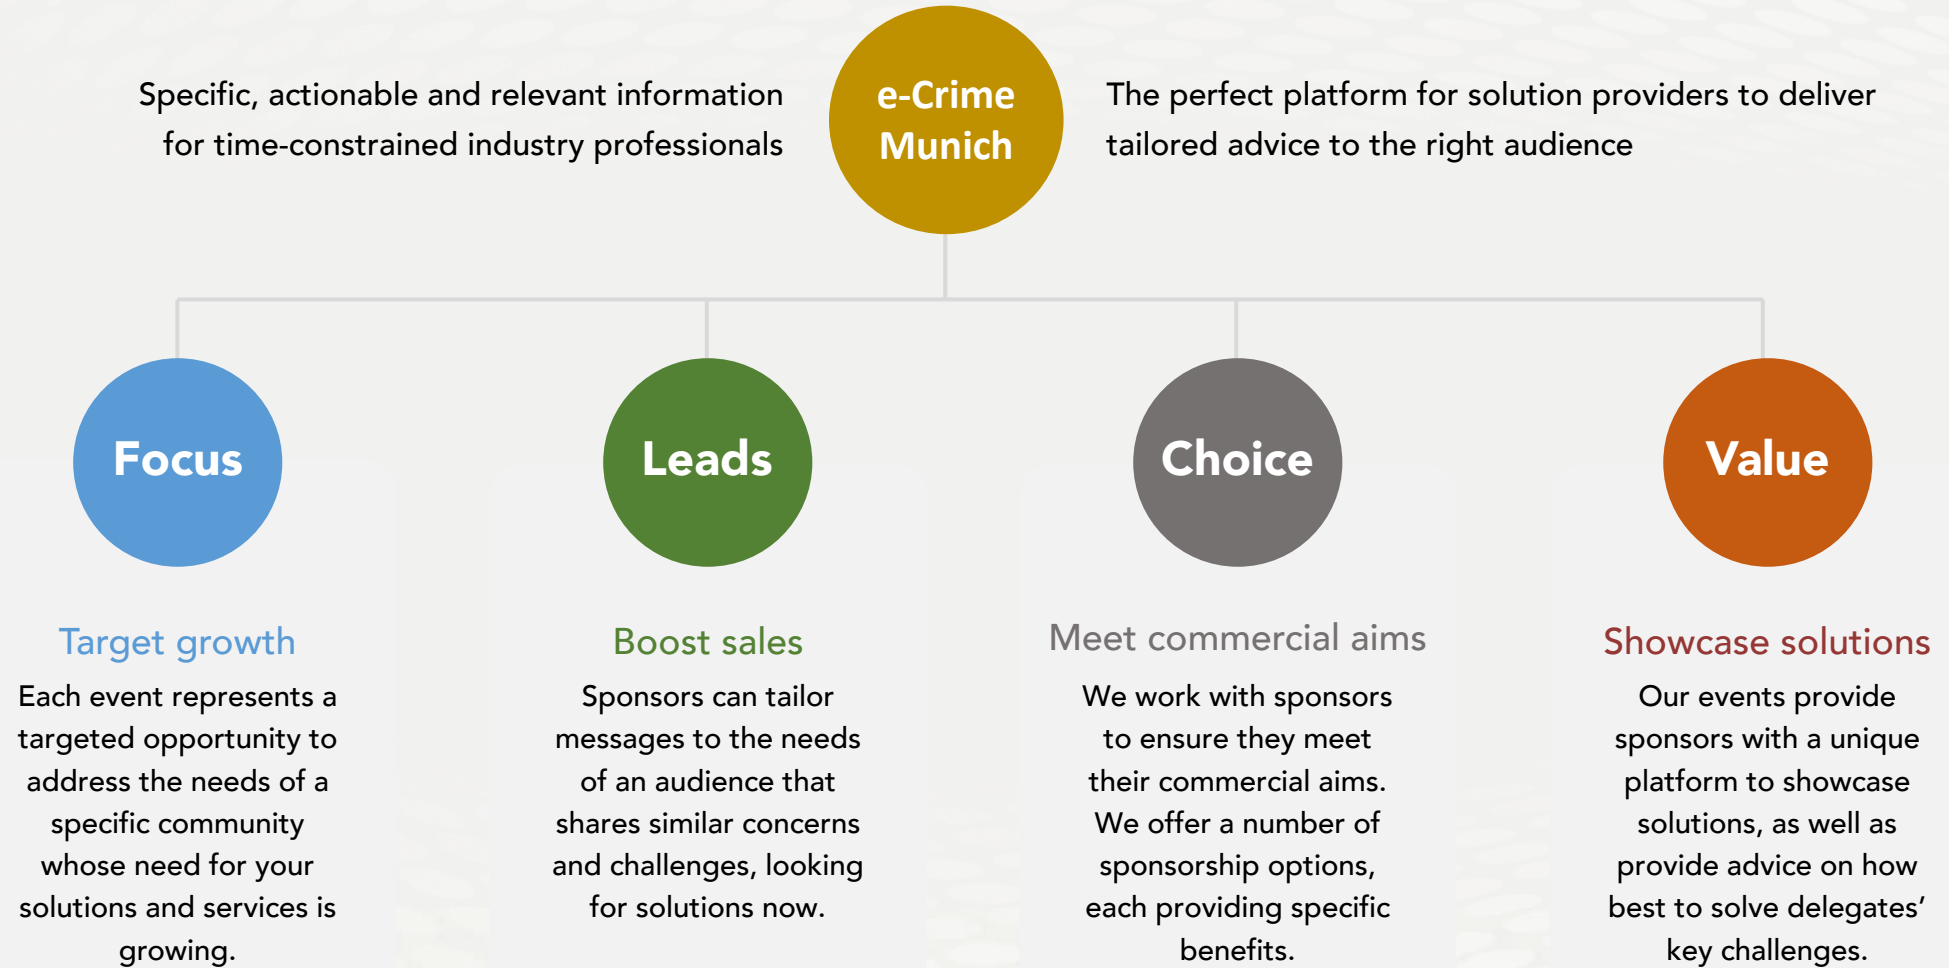 Specific, actionable and relevant information
for time-constrained industry professionals
e-Crime
Munich
The perfect platform for solution providers to deliver
tailored advice to the right audience
Focus
Target growth
Each event represents a
targeted opportunity to
address the needs of a
specific community
whose need for your
solutions and services is
growing.
Leads
Boost sales
Sponsors can tailor
messages to the needs
of an audience that
shares similar concerns
and challenges, looking
for solutions now.
Choice
Meet commercial aims
We work with sponsors
to ensure they meet
their commercial aims.
We offer a number of
sponsorship options,
each providing specific
benefits.
Value
Showcase solutions
Our events provide
sponsors with a unique
platform to showcase
solutions, as well as
provide advice on how
best to solve delegates’
key challenges.